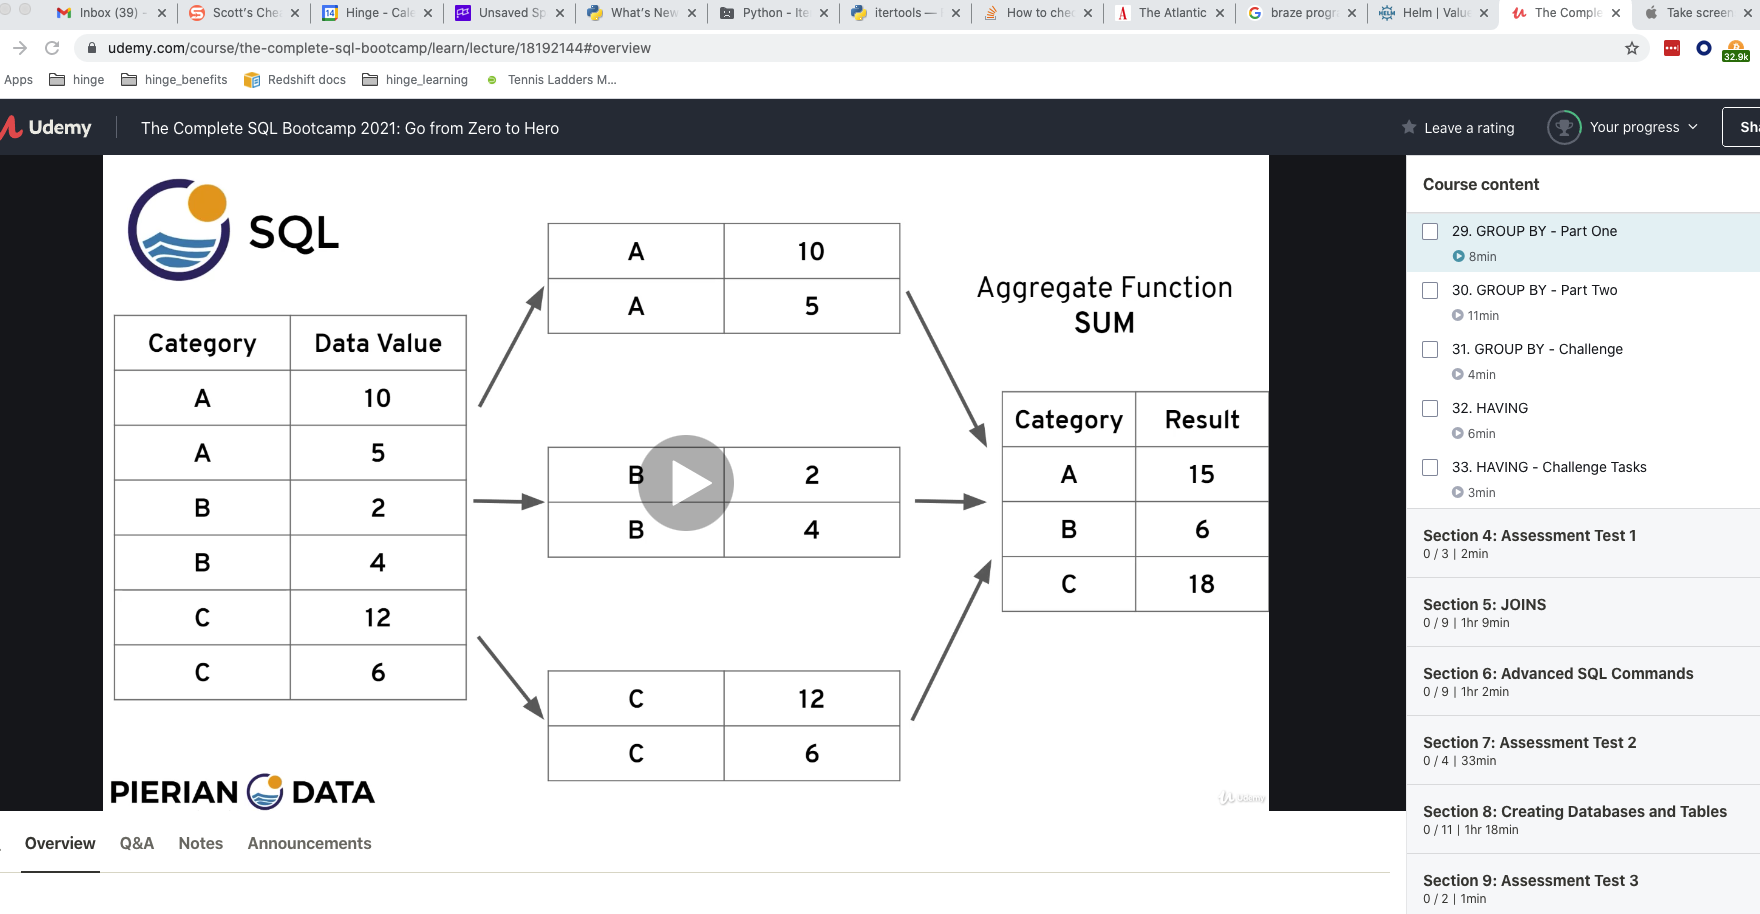 Inbox (39) -
Scott's Che
14
Hinge - Cale
Unsaved Sp
What's New
Python - Ite
itertools —
How to che
The Atlantic
braze progr
HELM
Helm | Value
The Comple
Take screen
udemy.com/course/the-complete-sql-bootcamp/learn/lecture/18192144#overview
32.9k
Apps
hinge
hinge_benefits
Redshift docs
hinge_learning
Tennis Ladders M...
Udemy
The Complete SQL Bootcamp 2021: Go from Zero to Hero
Leave a rating
Your progress
Sha
SQL
Category Data Value
A 10
A 5
B 2
B 4
C 12
C 6
A 10
A 5
B 2
B 4
C 12
C 6
Aggregate Function
SUM
Category Result
A 15
B 6
C 18
PIERIAN DATA
Udemy
Overview
Q&A
Notes
Announcements
Course content
29. GROUP BY - Part One
8min
30. GROUP BY - Part Two
11min
31. GROUP BY - Challenge
4min
32. HAVING
6min
33. HAVING - Challenge Tasks
3min
Section 4: Assessment Test 1
0 / 3 | 2min
Section 5: JOINS
0 / 9 | 1hr 9min
Section 6: Advanced SQL Commands
0 / 9 | 1hr 2min
Section 7: Assessment Test 2
0 / 4 | 33min
Section 8: Creating Databases and Tables
0 / 11 | 1hr 18min
Section 9: Assessment Test 3
0 / 2 | 1min